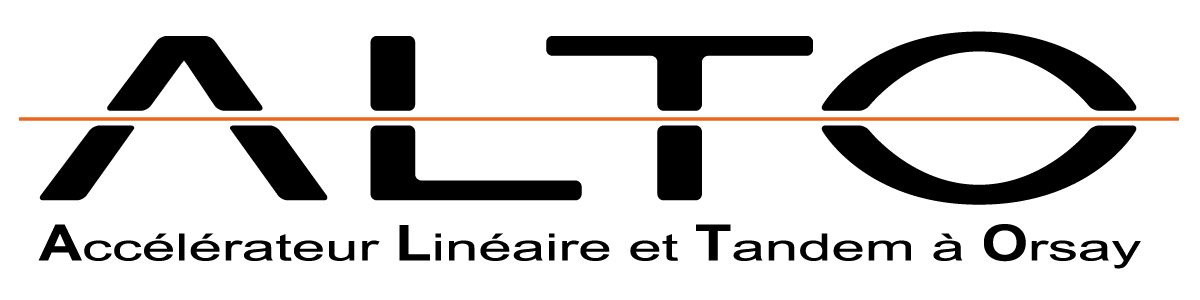 ALTO
Accélérateur Linéaire et Tandem à Orsay